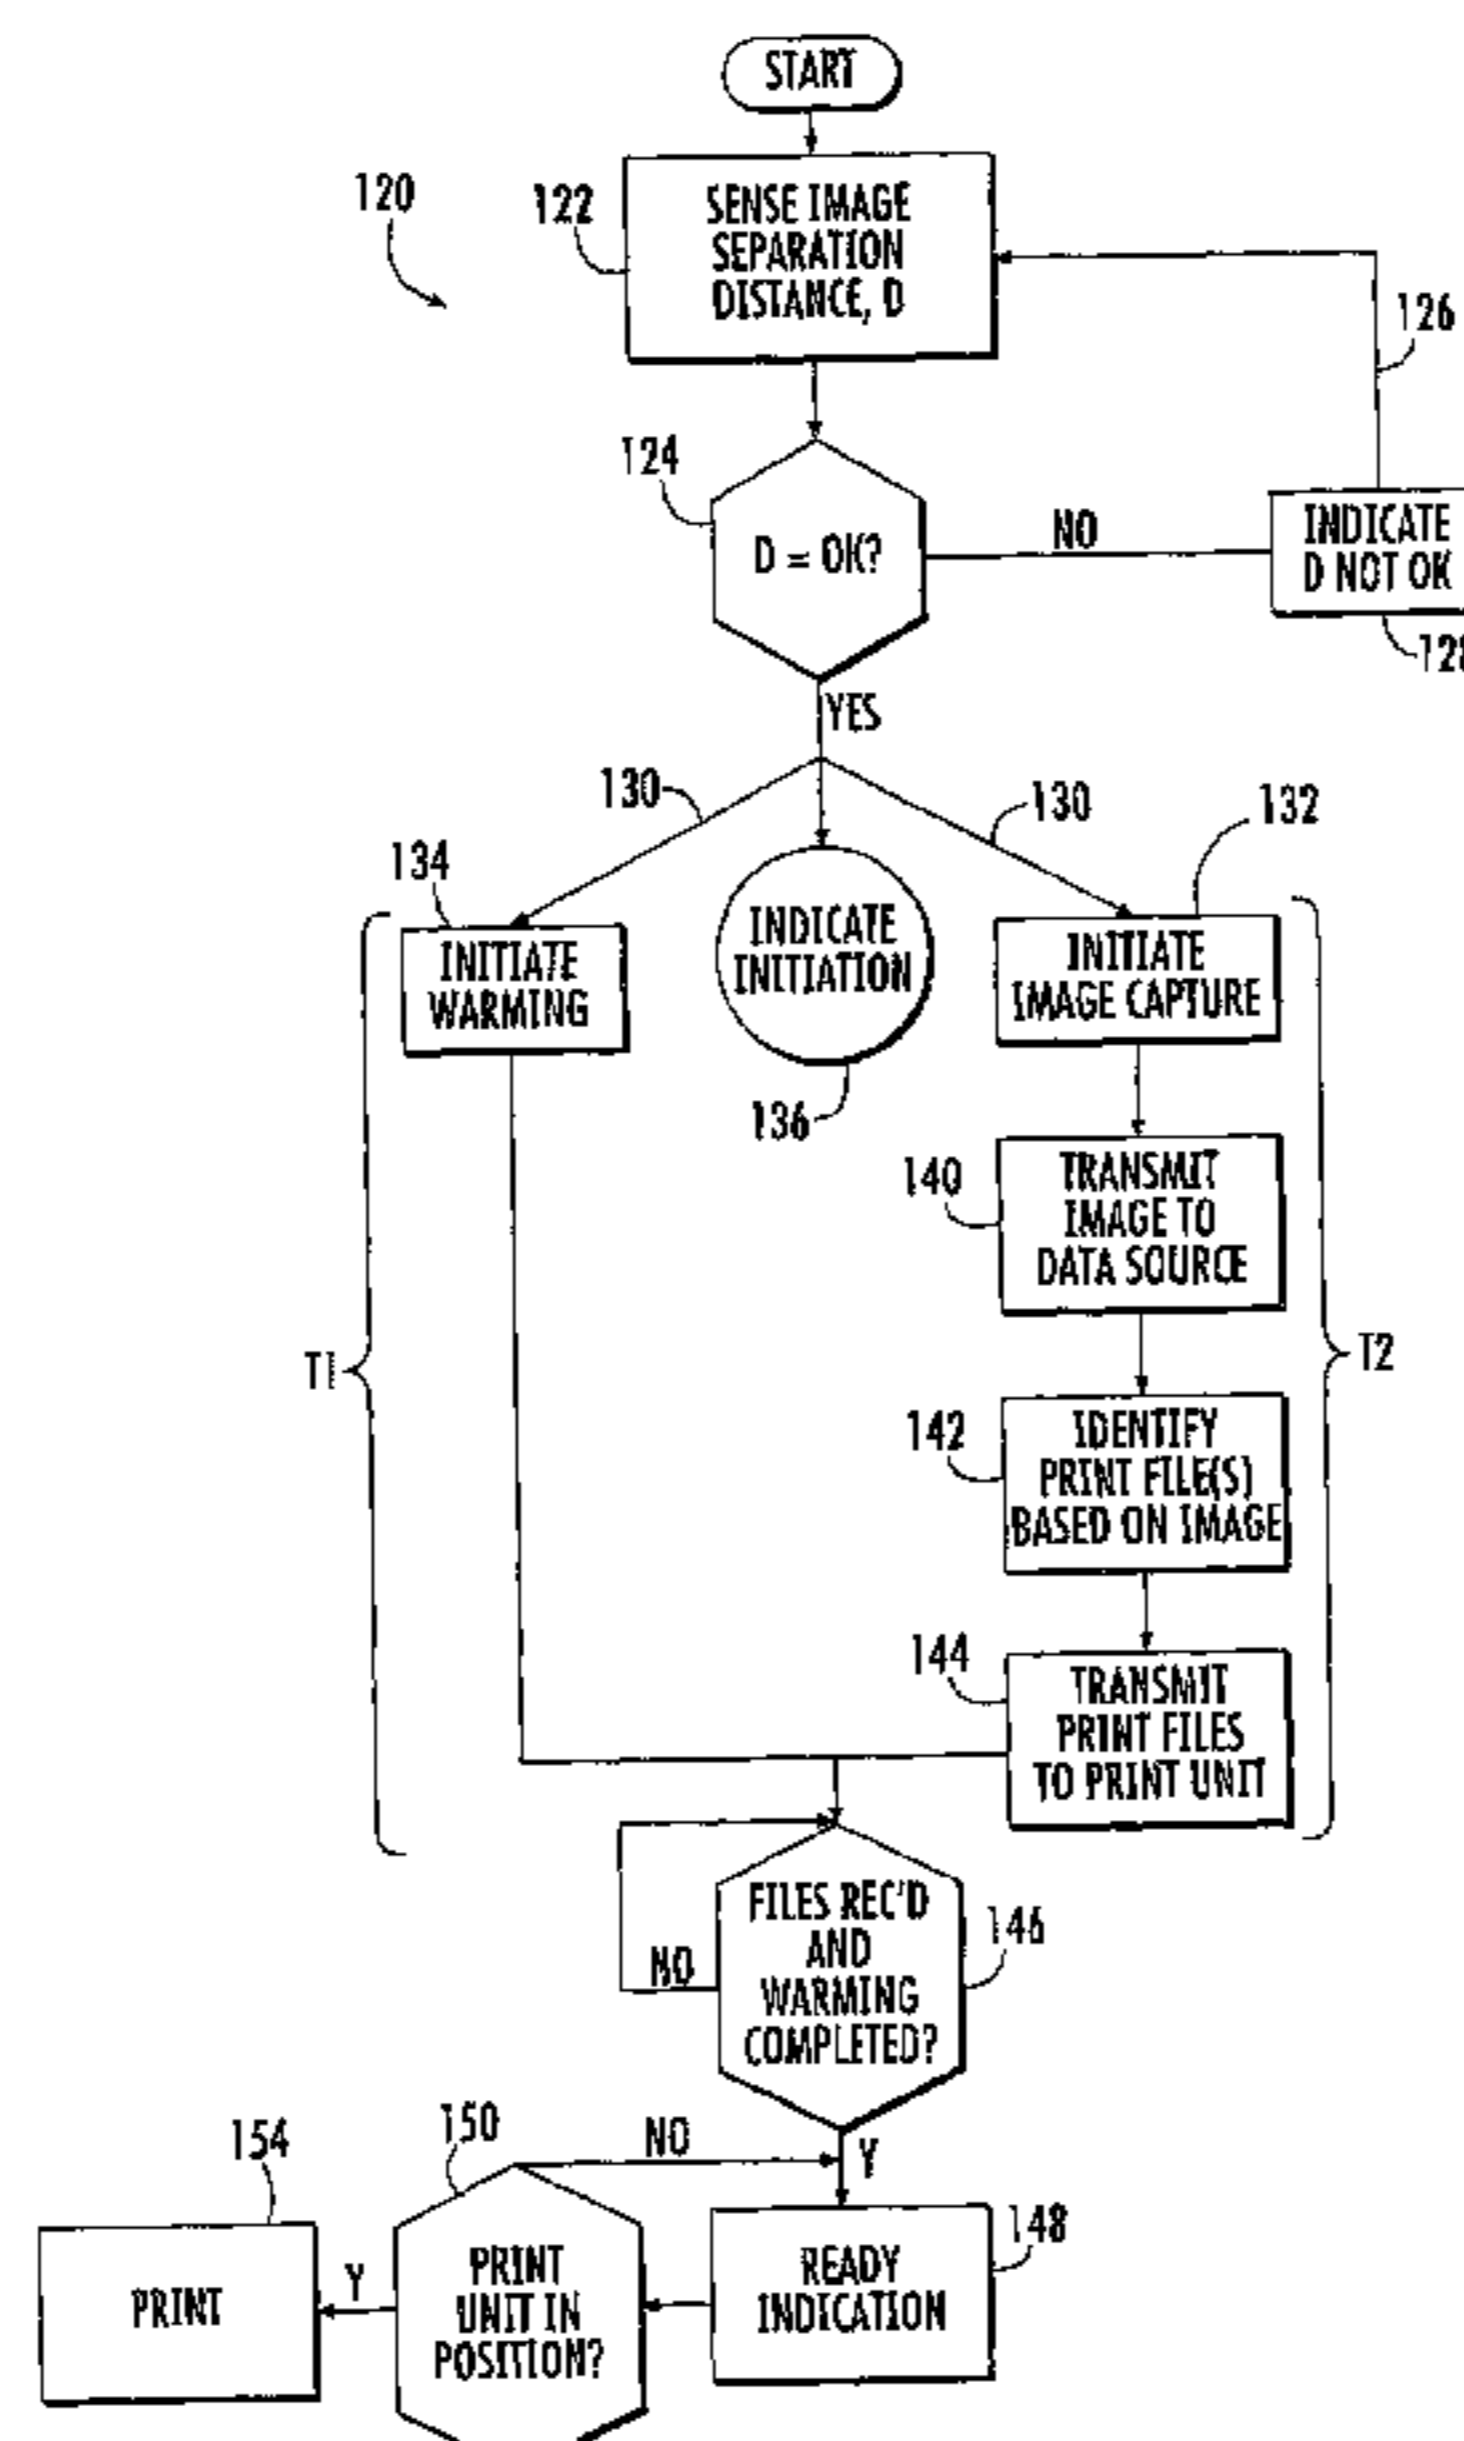 START
120
122
SENSE IMAGE
SEPARATION
DISTANCE, D
126
124
D = OK?
NO
INDICATE
D NOT OK
128
YES
130
130
132
134
INITIATE
WARMING
INDICATE
INITIATION
INITIATE
IMAGE CAPTURE
136
140
TRANSMIT
IMAGE TO
DATA SOURCE
T1
T2
142
IDENTIFY
PRINT FILE(S)
BASED ON IMAGE
144
TRANSMIT
PRINT FILES
TO PRINT UNIT
FILES REC'D
AND
WARMING
COMPLETED?
146
NO
150
NO
Y
154
148
PRINT
Y
PRINT
UNIT IN
POSITION?
READY
INDICATION